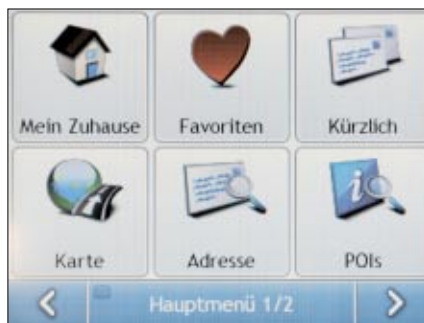 Mein Zuhause Favoriten Kürzlich
Karte Adresse POIs
Hauptmenü 1/2